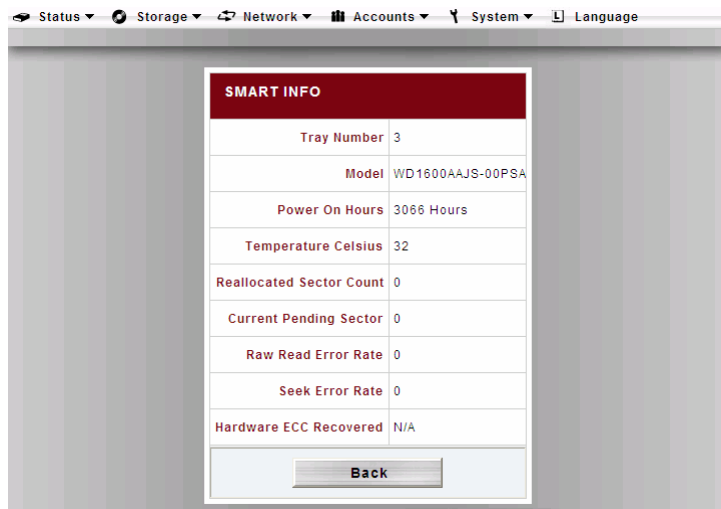 Status Storage Network Accounts System L Language
SMART INFO
Tray Number 3
Model WD1600AAJS-00PSA
Power On Hours 3066 Hours
Temperature Celsius 32
Reallocated Sector Count 0
Current Pending Sector 0
Raw Read Error Rate 0
Seek Error Rate 0
Hardware ECC Recovered N/A
Back